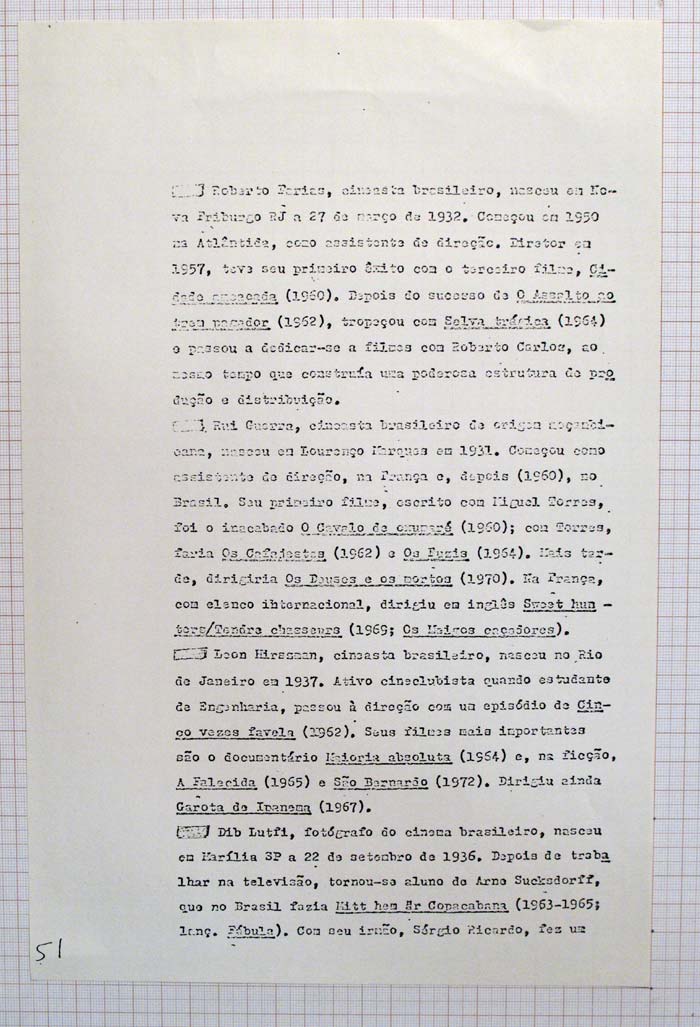 Roberto Farias, cineasta brasileiro, nasceu em No-
va Friburgo RJ a 27 de março de 1932. Começou em 1950
na Atlântida, como assistente de direção. Diretor em
1957, teve seu primeiro êxito com o terceiro filme, Ci-
dade ameaçada (1960). Depois do sucesso de O Assalto ao
trem pagador (1962), tropeçou com Selva trágica (1964)
e passou a dedicar-se a filmes com Roberto Carlos, ao
mesmo tempo que construía uma poderosa estrutura de pro
dução e distribuição.
Rui Guerra, cineasta brasileiro de origem moçambi-
cana, nasceu em Lourenço Marques em 1931. Começou como
assistente de direção, na França e, depois (1960), no
Brasil. Seu primeiro filme, escrito com Miguel Torres,
foi o inacabado O Cavalo de oxumaré (1960); com Torres,
faria Os Cafajestes (1962) e Os Fuzis (1964). Mais tar-
de, dirigiria Os Deuses e os mortos (1970). Na França,
com elenco ihternacional, dirigiu em inglês Sweet hun -
ters/Tendre chasseurs (1969; Os Meigos caçadores).
Leon Hirszman, cineasta brasileiro, nasceu no Rio
de Janeiro em 1937. Ativo cineclubista quando estudante
de Engenharia, passou à direção com um episódio de Cin-
co vezes favela (1962). Seus filmes mais importantes
são o documentário Maioria absoluta (1964) e, na ficção,
A Falecida (1965) e São Bernardo (1972). Dirigiu ainda
Garota de Ipanema (1967).
Dib Lutfi, fotógrafo do cinema brasileiro, nasceu
em Marília SP a 22 de setembro de 1936. Depois de traba
lhar na televisão, tornou-se aluno de Arne Sucksdorff,
que no Brasil fazia Mitt hem är Copacabana (1963-1965;
lanç. Fábula). Com seu irmão, Sérgio Ricardo, fez um
51